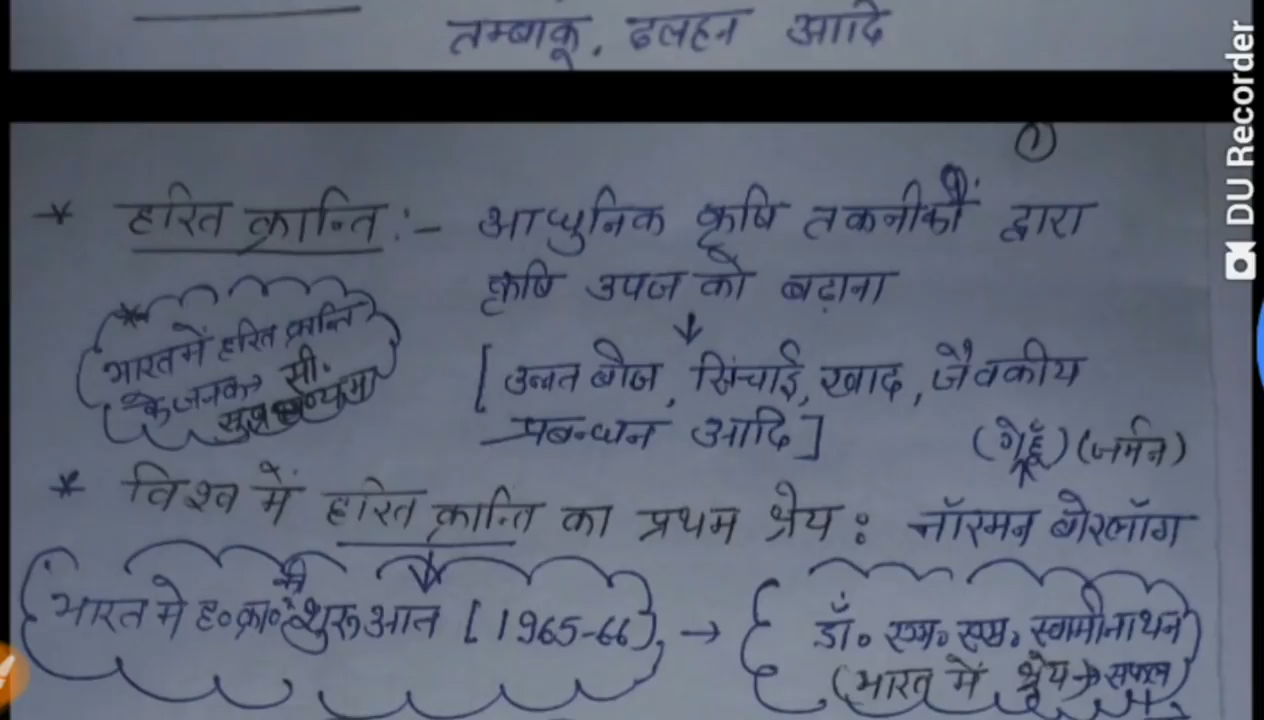 तम्बाकू, दलहन आदि
१
* हरित क्रान्ति :- आधुनिक कृषि तकनीकों द्वारा
कृषि उपज को बढ़ाना
↓
[उन्नत बीज, सिंचाई, खाद, जैवकीय
प्रबन्धन आदि]
* भारत में हरित क्रान्ति
के जनक → सी.
सुब्रमण्यम
(गेहूँ) (जर्मन)
* विश्व में हरित क्रान्ति का प्रथम श्रेय : नॉरमन बोरलॉग
भारत मे ह० क्रा० की शुरूआत [1965-66] →
डॉ० एम० एस० स्वामीनाथन
(भारत में श्रेय → सफल)
DU Recorder